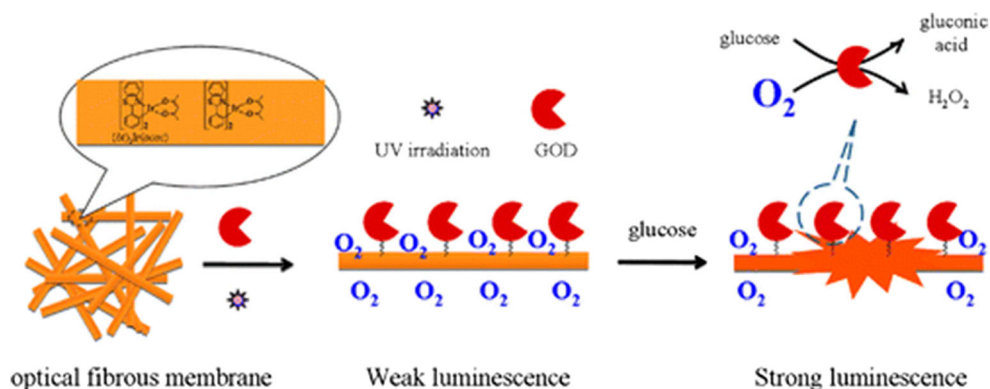 glucose
gluconic
acid
O2
H2O2
UV irradiation
GOD
O2 O2 O2 O2
O2 O2 O2 O2
glucose
O2 O2
O2 O2
optical fibrous membrane
Weak luminescence
Strong luminescence